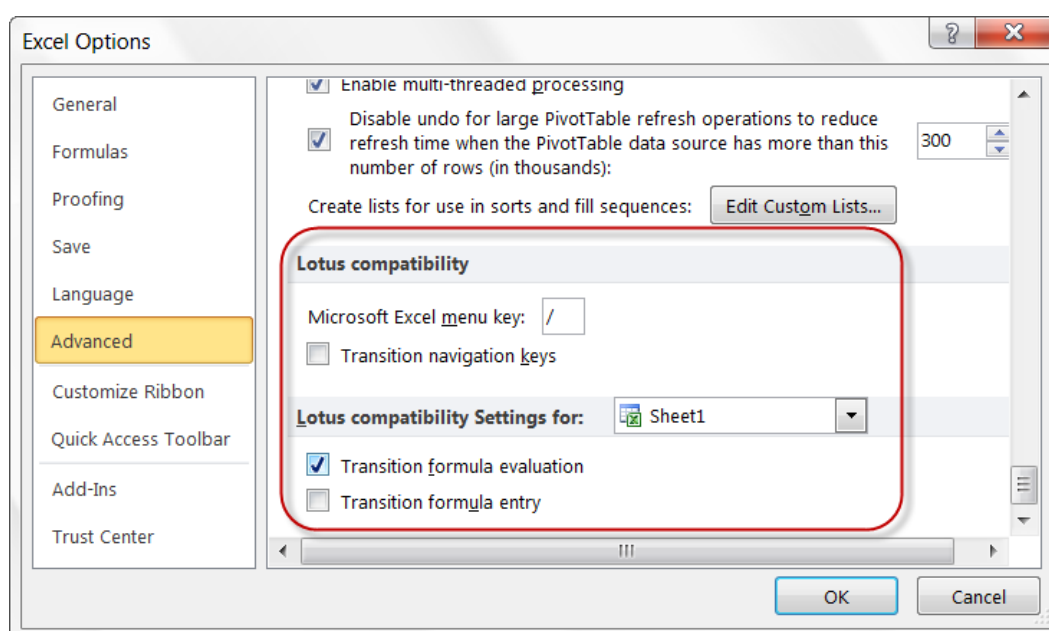 Excel Options
General
Formulas
Proofing
Save
Language
Advanced
Customize Ribbon
Quick Access Toolbar
Add-Ins
Trust Center
Enable multi-threaded processing
Disable undo for large PivotTable refresh operations to reduce
refresh time when the PivotTable data source has more than this
number of rows (in thousands):
300
Create lists for use in sorts and fill sequences: Edit Custom Lists...
Lotus compatibility
Microsoft Excel menu key: /
Transition navigation keys
Lotus compatibility Settings for: Sheet1
Transition formula evaluation
Transition formula entry
OK Cancel